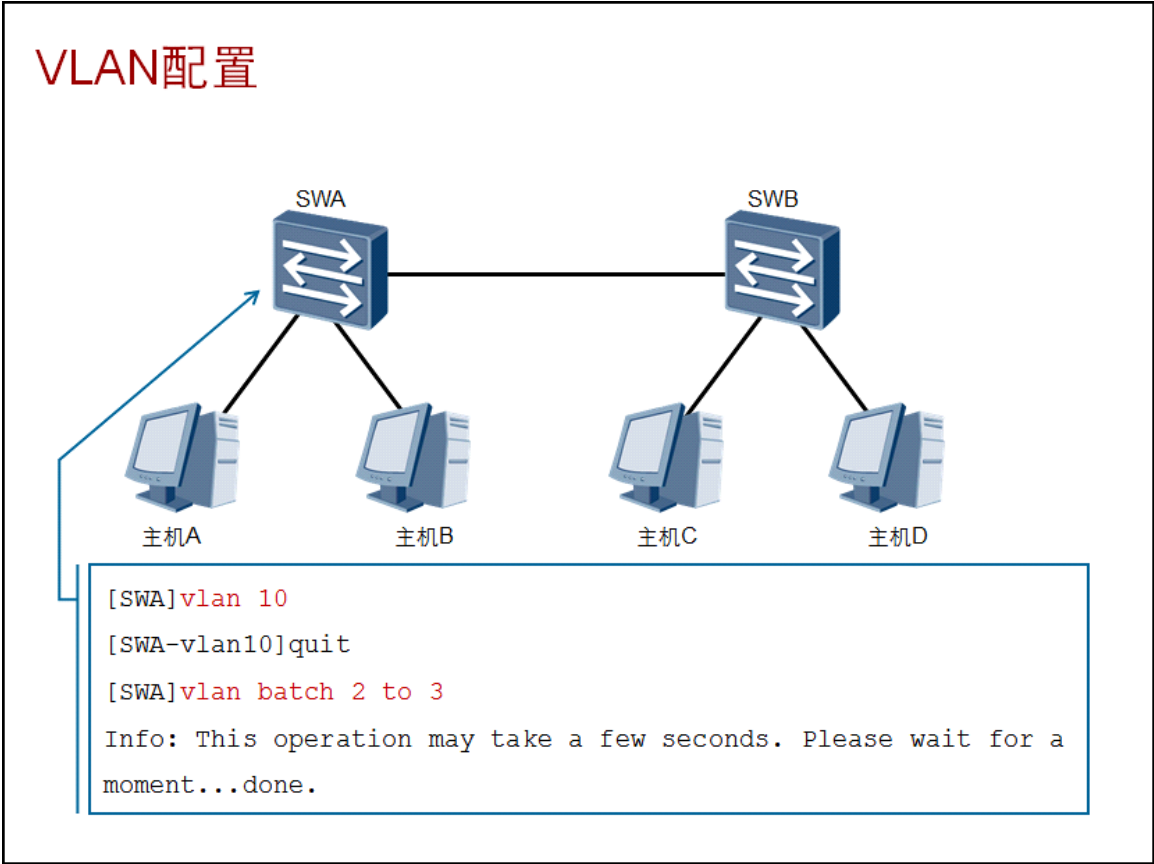 VLAN配置
SWA
SWB
主机A
主机B
主机C
主机D
[SWA]vlan 10
[SWA-vlan10]quit
[SWA]vlan batch 2 to 3
Info: This operation may take a few seconds. Please wait for a
moment...done.